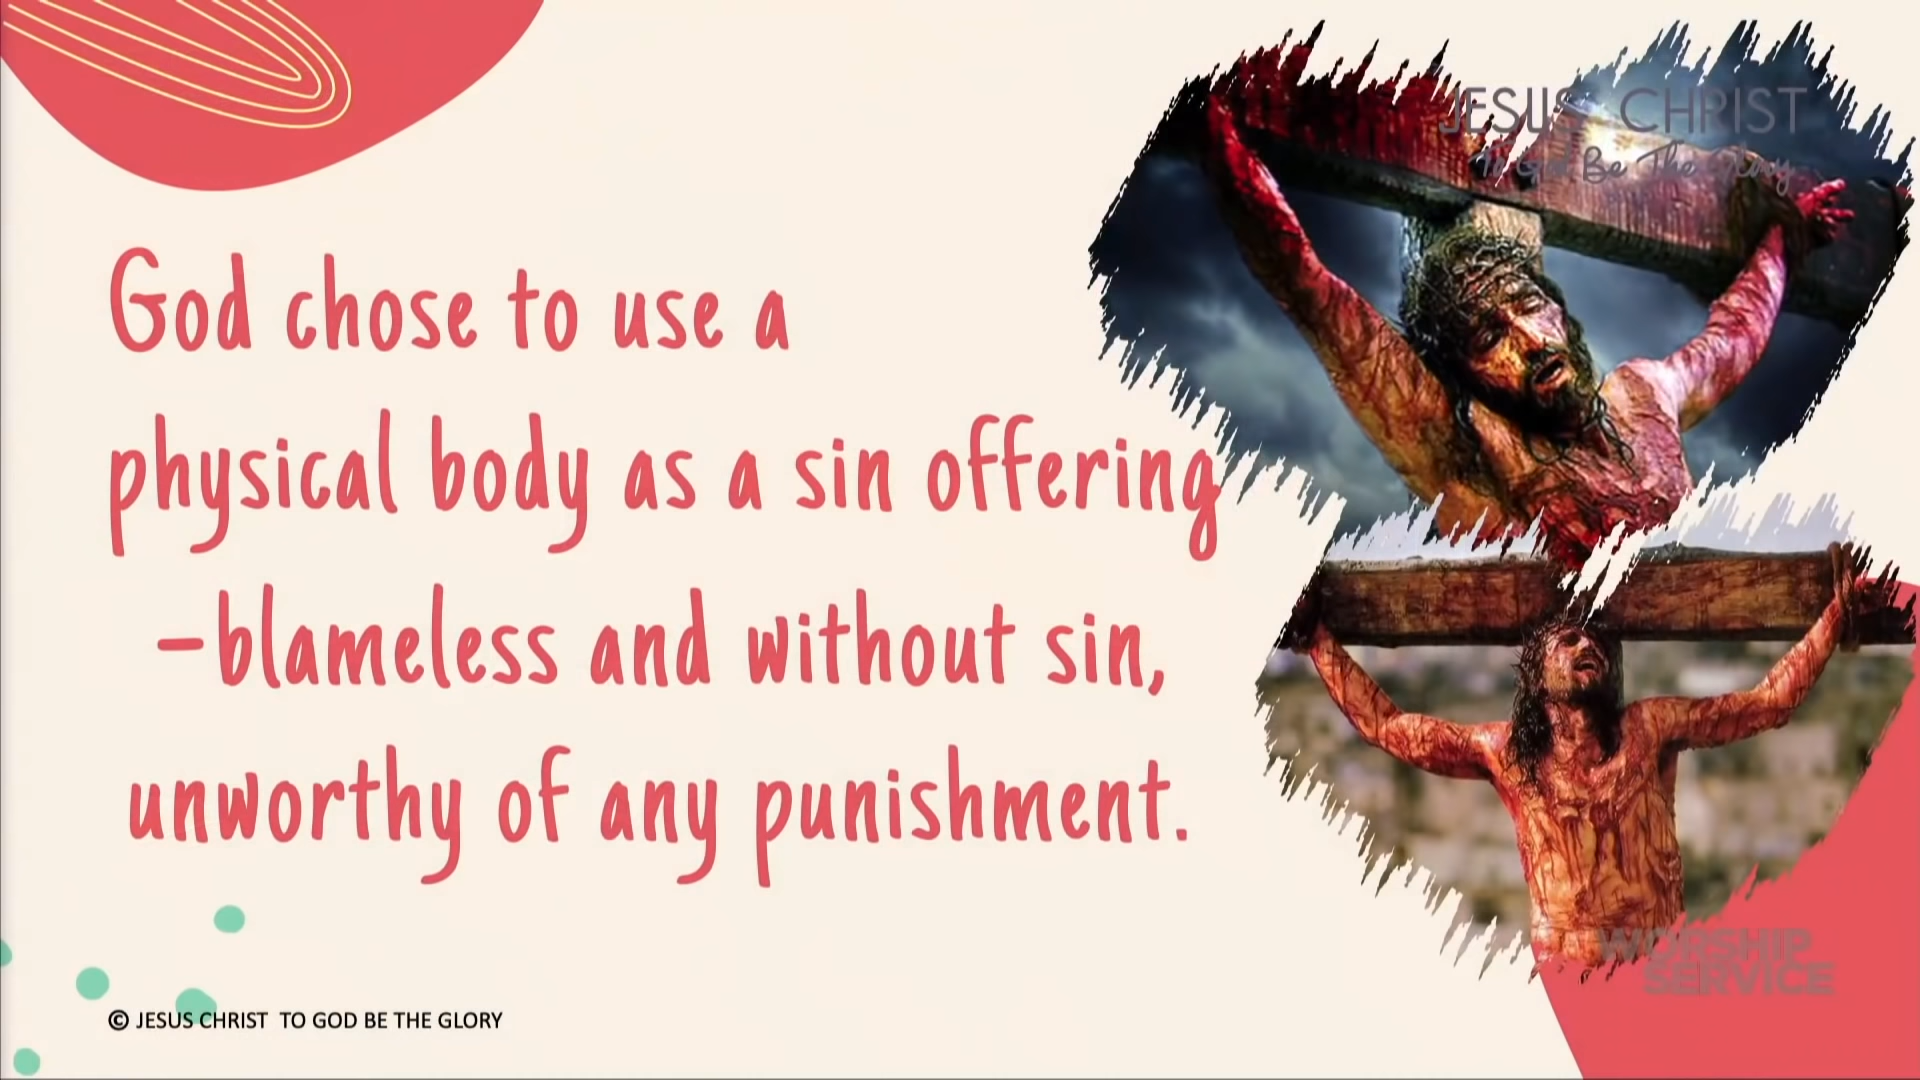 JESUS CHRIST
To God Be The Glory
God chose to use a
physical body as a sin offering
-blameless and without sin,
unworthy of any punishment.
WORSHIP
SERVICE
© JESUS CHRIST TO GOD BE THE GLORY